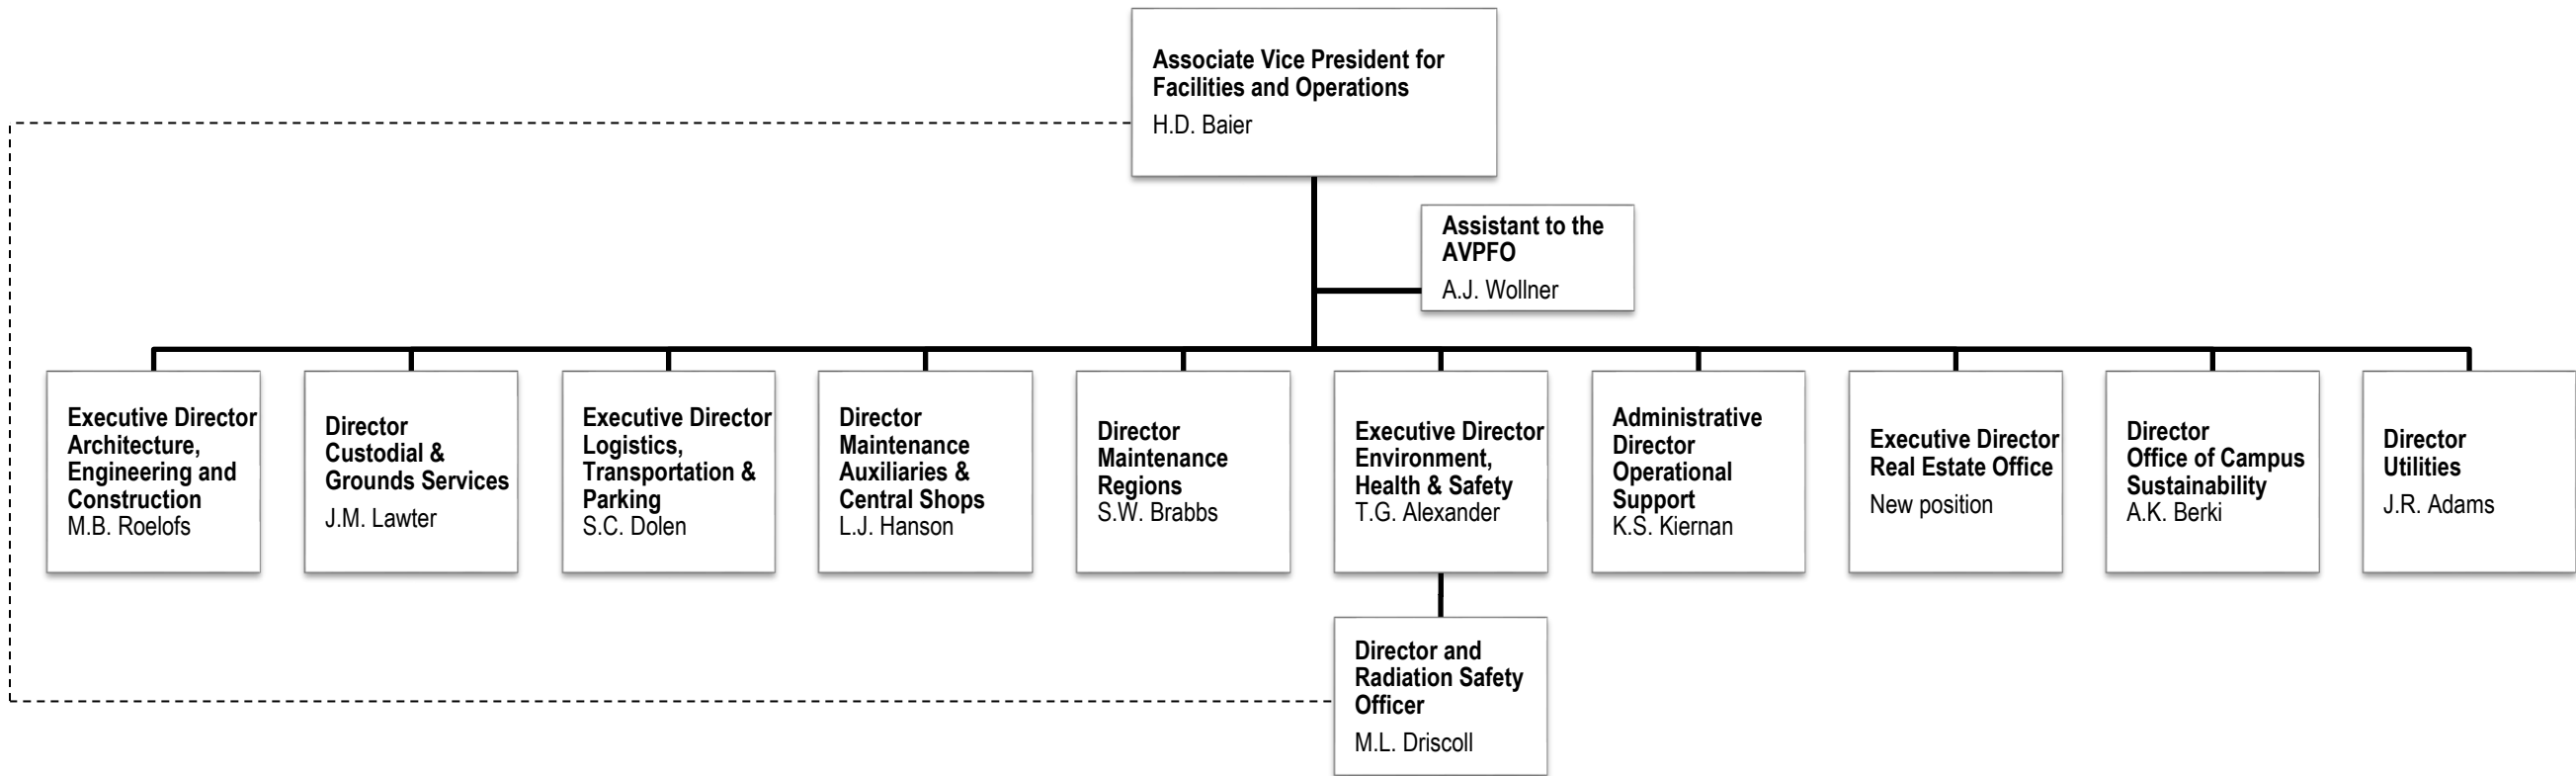 Associate Vice President for
Facilities and Operations
H.D. Baier
Assistant to the
AVPFO
A.J. Wollner
Executive Director
Architecture,
Engineering and
Construction
M.B. Roelofs
Director
Custodial &
Grounds Services
J.M. Lawter
Executive Director
Logistics,
Transportation &
Parking
S.C. Dolen
Director
Maintenance
Auxiliaries &
Central Shops
L.J. Hanson
Director
Maintenance
Regions
S.W. Brabbs
Executive Director
Environment,
Health & Safety
T.G. Alexander
Administrative
Director
Operational
Support
K.S. Kiernan
Executive Director
Real Estate Office
New position
Director
Office of Campus
Sustainability
A.K. Berki
Director
Utilities
J.R. Adams
Director and
Radiation Safety
Officer
M.L. Driscoll